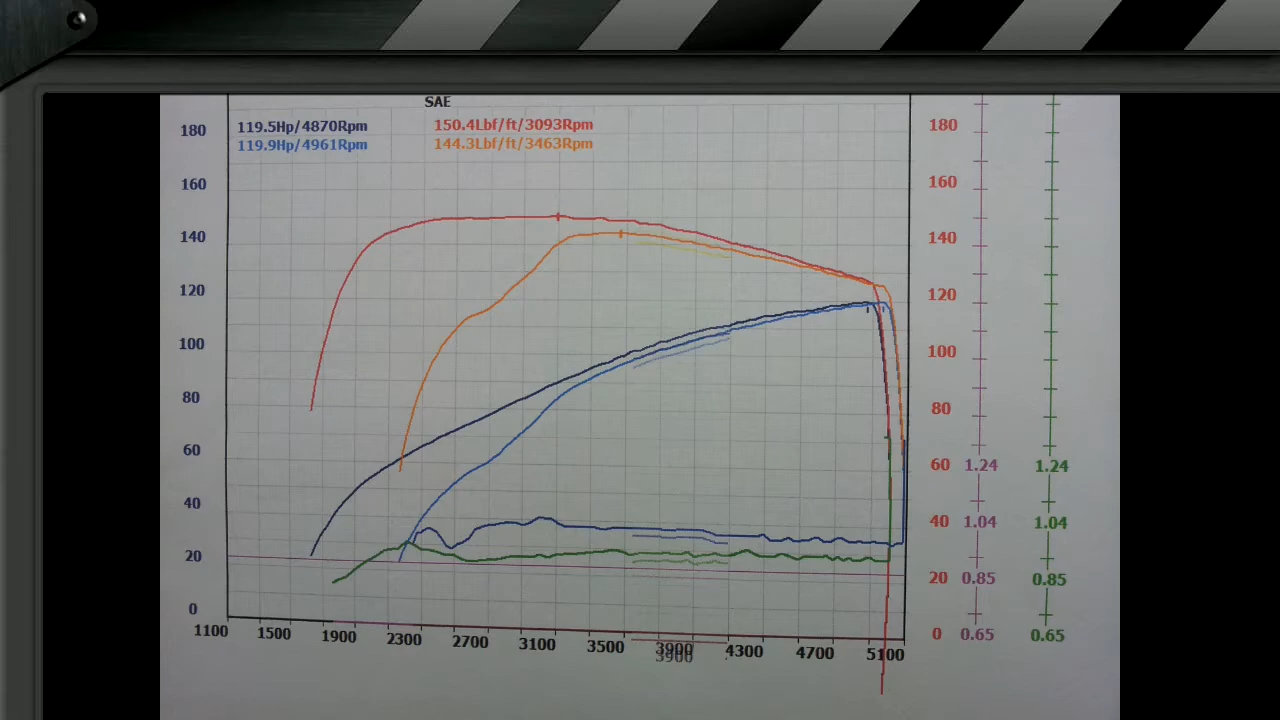 SAE
119.5Hp/4870Rpm 150.4Lbf/ft/3093Rpm
119.9Hp/4961Rpm 144.3Lbf/ft/3463Rpm
180 180
160 160
140 140
120 120
100 100
80 80
60 60 1.24 1.24
40 40 1.04 1.04
20 20 0.85 0.85
0 0 0.65 0.65
1100 1500 1900 2300 2700 3100 3500 3900 4300 4700 5100
3900